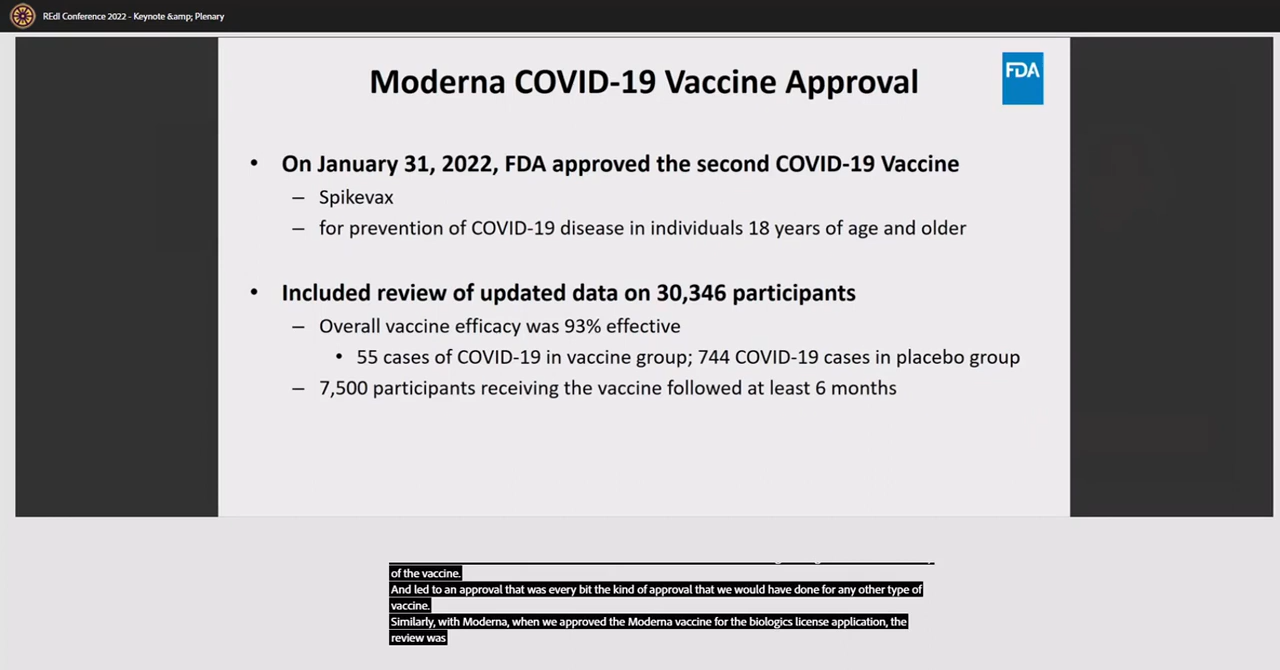 REdI Conference 2022 - Keynote &amp; Plenary
Moderna COVID-19 Vaccine Approval
FDA
• On January 31, 2022, FDA approved the second COVID-19 Vaccine
– Spikevax
– for prevention of COVID-19 disease in individuals 18 years of age and older
• Included review of updated data on 30,346 participants
– Overall vaccine efficacy was 93% effective
• 55 cases of COVID-19 in vaccine group; 744 COVID-19 cases in placebo group
– 7,500 participants receiving the vaccine followed at least 6 months
of the vaccine.
And led to an approval that was every bit the kind of approval that we would have done for any other type of
vaccine.
Similarly, with Moderna, when we approved the Moderna vaccine for the biologics license application, the
review was